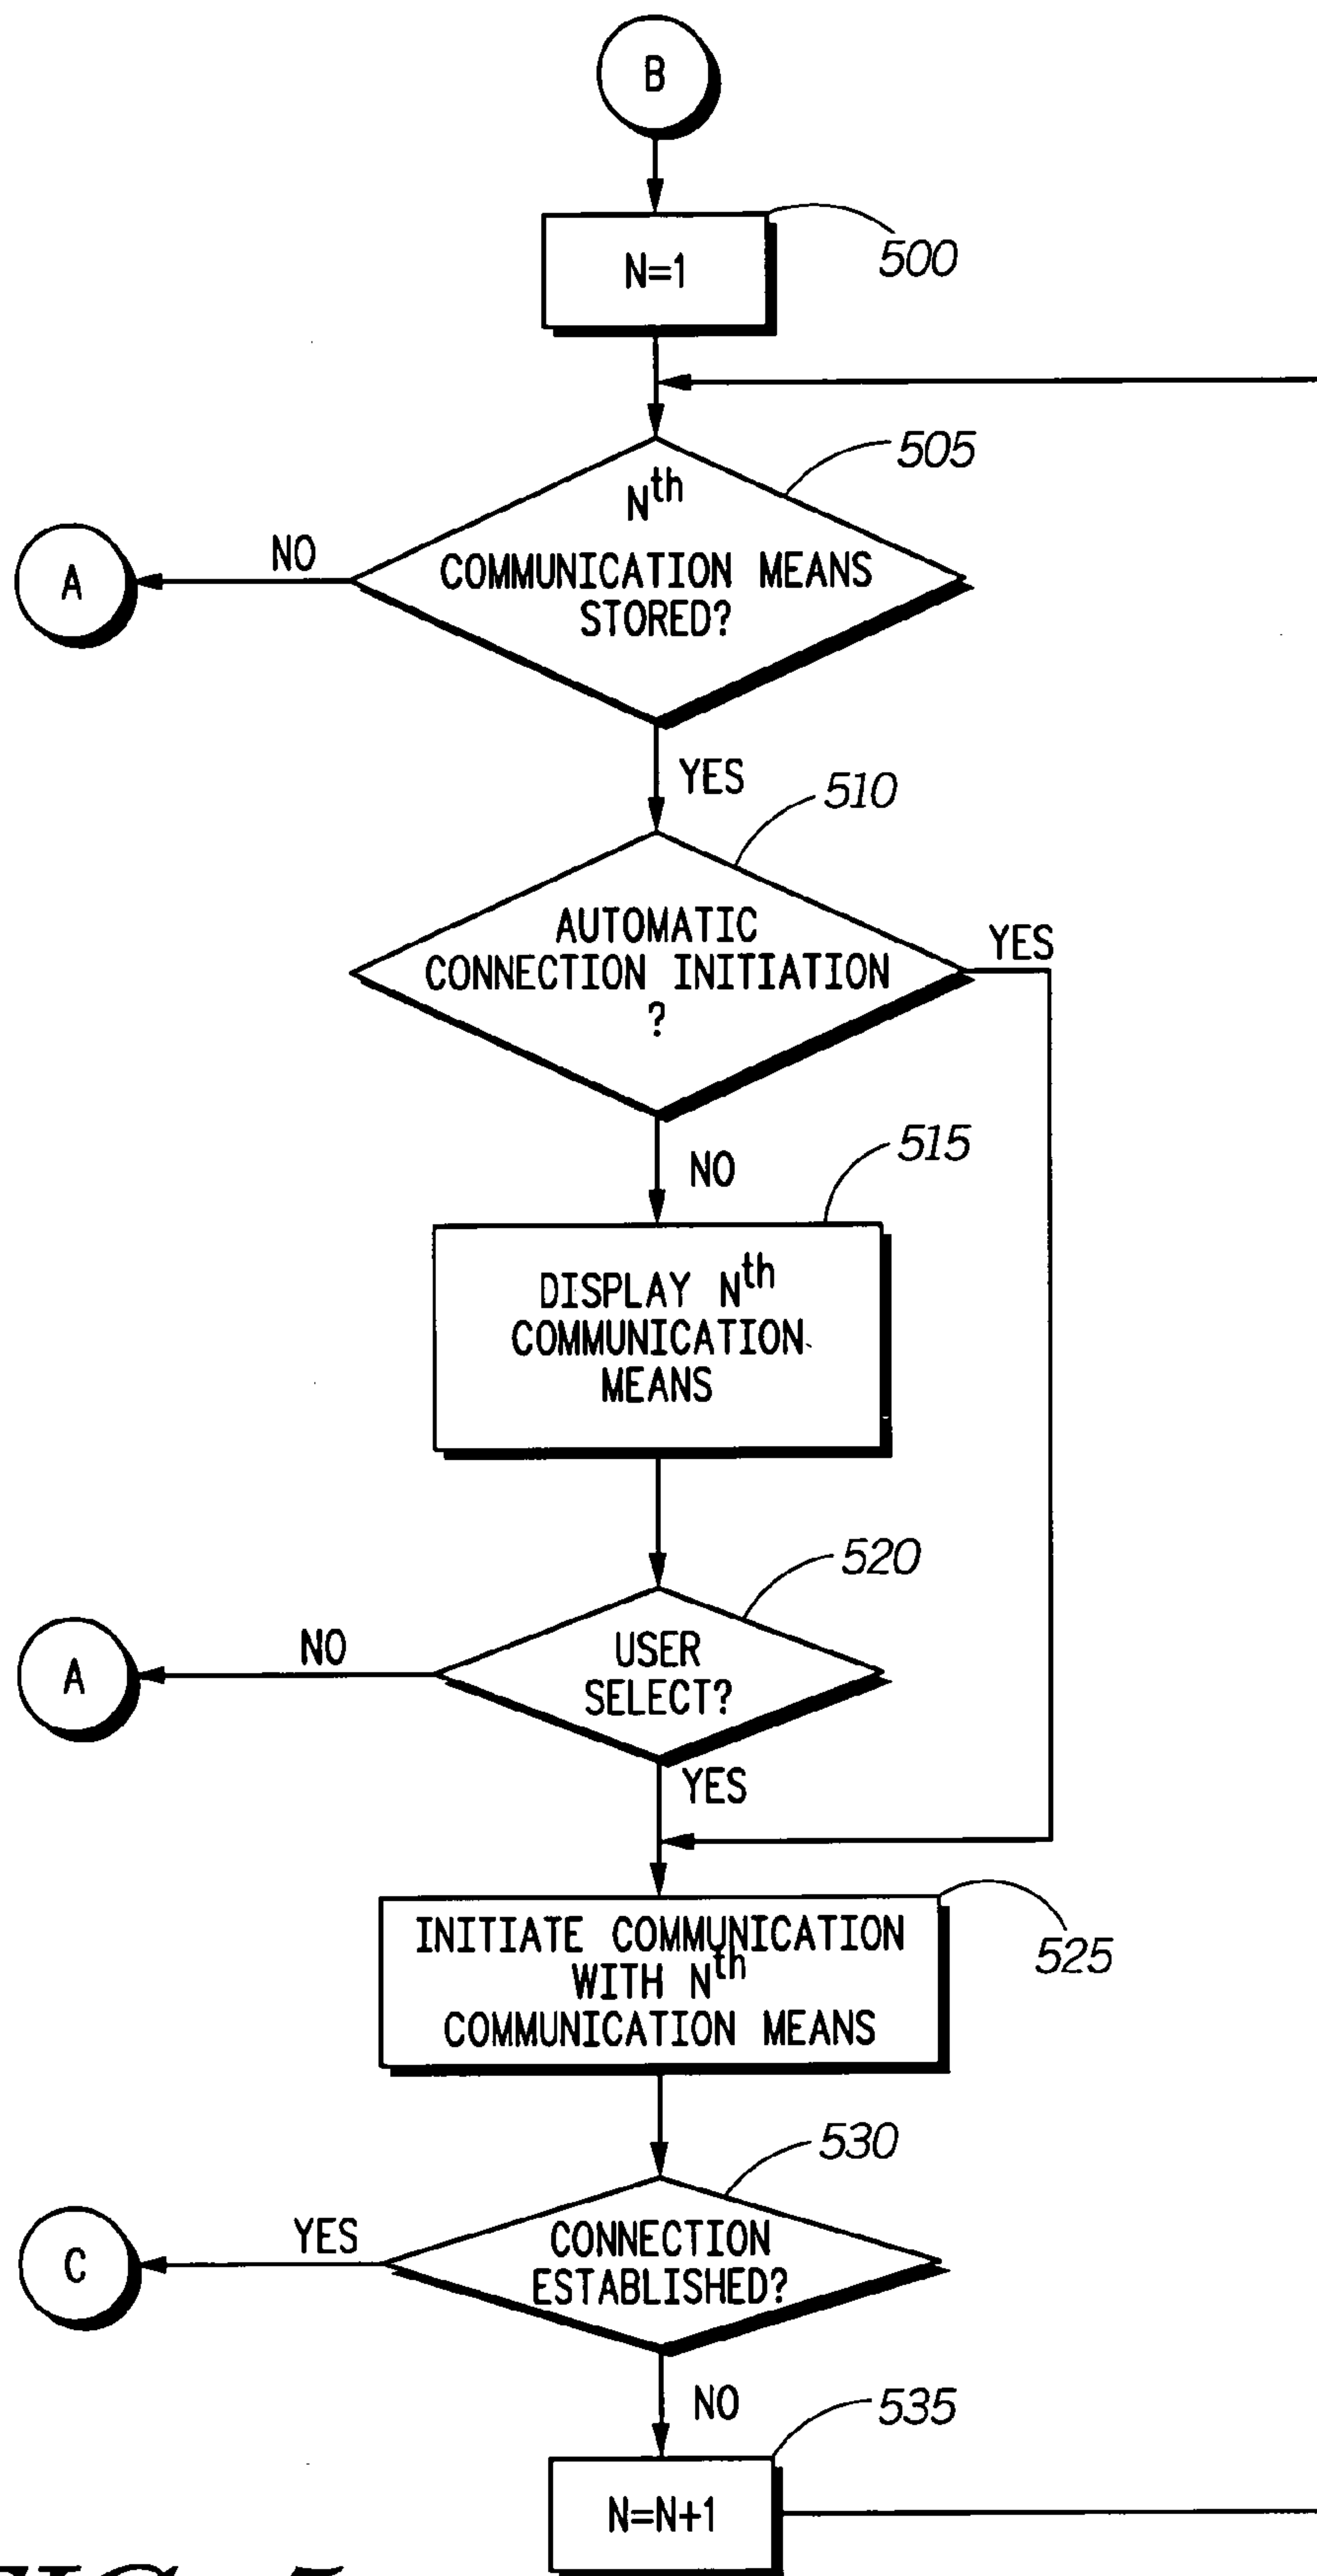 B
N=1
500
505
Nth
COMMUNICATION MEANS
STORED?
NO
A
YES
510
AUTOMATIC
CONNECTION INITIATION
?
YES
NO
515
DISPLAY Nth
COMMUNICATION
MEANS
520
USER
SELECT?
NO
A
YES
INITIATE COMMUNICATION
WITH Nth
COMMUNICATION MEANS
525
530
CONNECTION
ESTABLISHED?
YES
C
NO
535
N=N+1